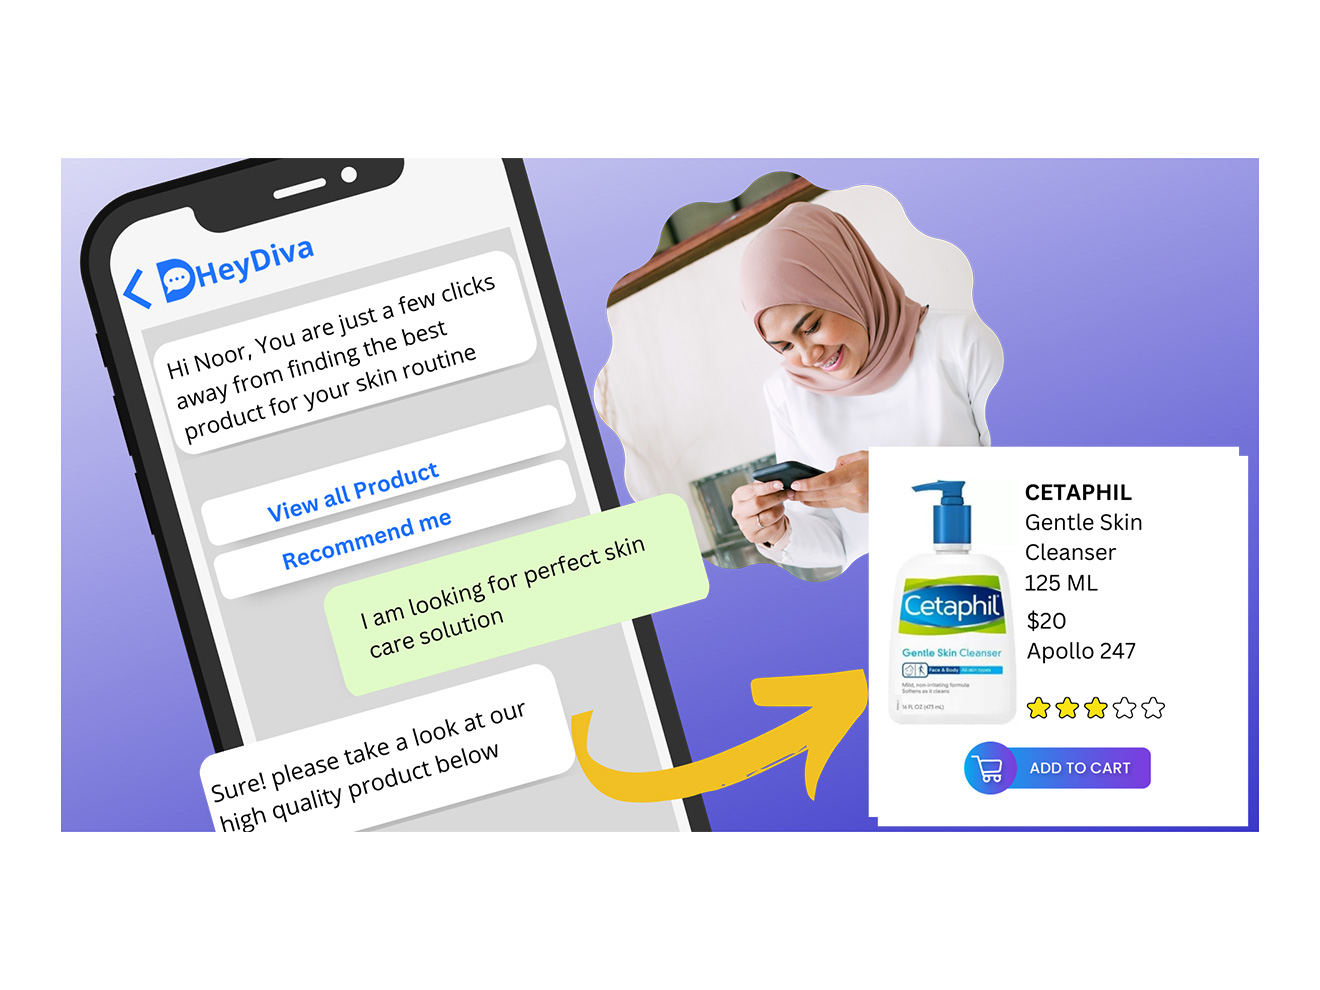 HeyDiva
Hi Noor, You are just a few clicks
away from finding the best
product for your skin routine
View all Product
Recommend me
I am looking for perfect skin
care solution
Sure! please take a look at our
high quality product below
Cetaphil
Gentle Skin Cleanser
Face & Body All skin types
Mild, non-irritating formula
Softens as it cleans
16 FL OZ (473 mL)
CETAPHIL
Gentle Skin
Cleanser
125 ML
$20
Apollo 247
ADD TO CART